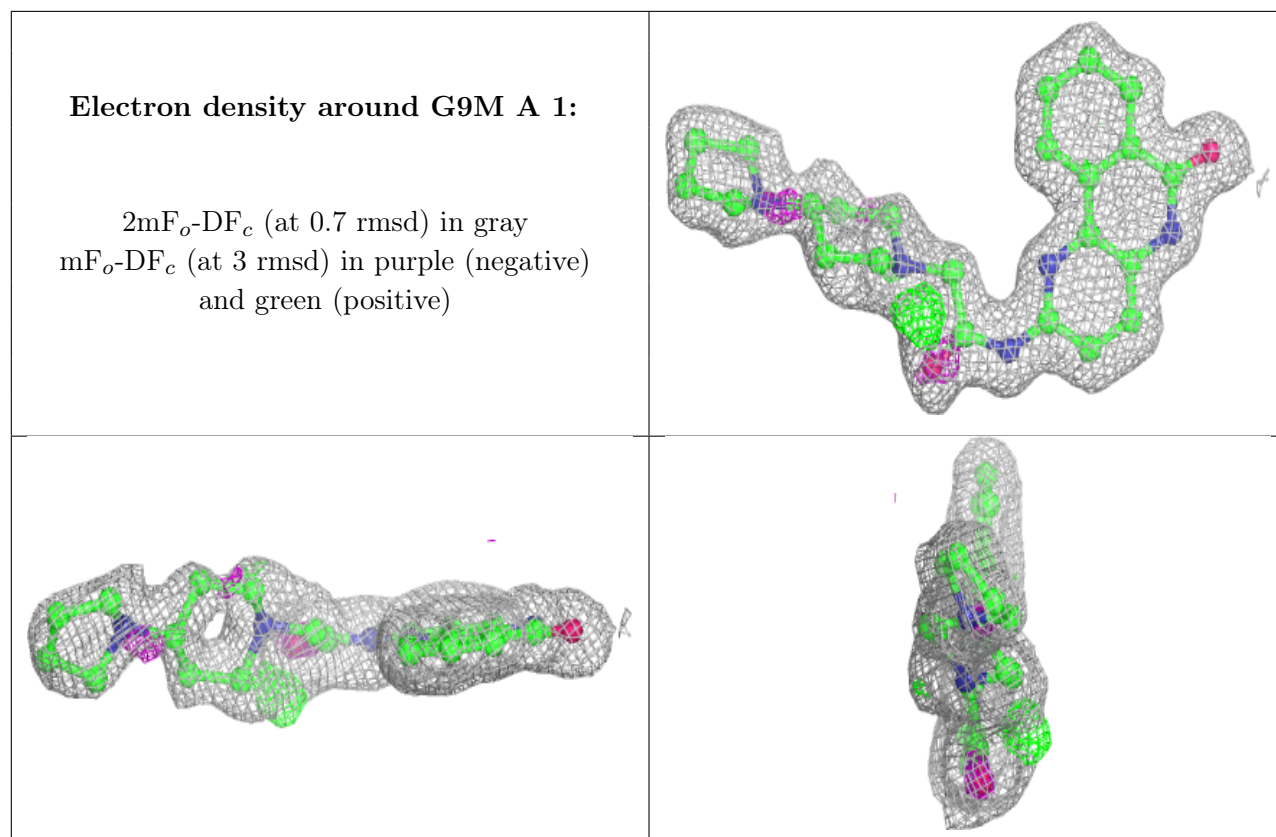 Electron density around G9M A 1:
2mFo-DFc (at 0.7 rmsd) in gray
mFo-DFc (at 3 rmsd) in purple (negative)
and green (positive)